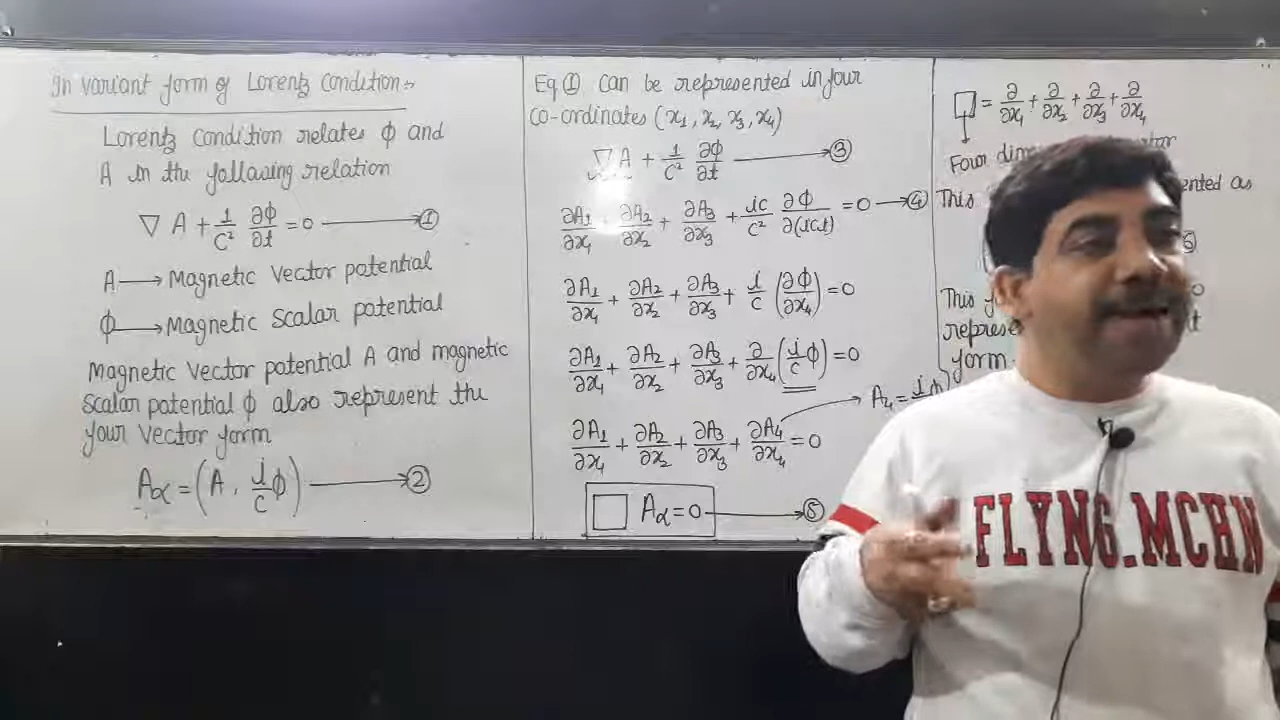 In variant form of Lorentz Condition:-
Lorentz Condition relates ϕ and
A in the following relation
∇ A + 1/c² ∂ϕ/∂t = 0 → ①
A → Magnetic Vector potential
ϕ → Magnetic Scalar potential
Magnetic Vector potential A and magnetic
Scalar potential ϕ also represent the
four Vector form
Aα = (A, i/c ϕ) → ②
Eq ① Can be represented in four
Co-ordinates (x₁, x₂, x₃, x₄)
∇ A + 1/c² ∂ϕ/∂t → ③
∂A₁/∂x₁ + ∂A₂/∂x₂ + ∂A₃/∂x₃ + ic/c² ∂ϕ/∂(ict) = 0 → ④
∂A₁/∂x₁ + ∂A₂/∂x₂ + ∂A₃/∂x₃ + i/c (∂ϕ/∂x₄) = 0
∂A₁/∂x₁ + ∂A₂/∂x₂ + ∂A₃/∂x₃ + ∂/∂x₄ (i/c ϕ) = 0
∂A₁/∂x₁ + ∂A₂/∂x₂ + ∂A₃/∂x₃ + ∂A₄/∂x₄ = 0
A₄ = i ϕ
□ Aα = 0 → ⑤
□ = ∂/∂x₁ + ∂/∂x₂ + ∂/∂x₃ + ∂/∂x₄
Four
This as
⑤
This
form
FLYNG.MCHN